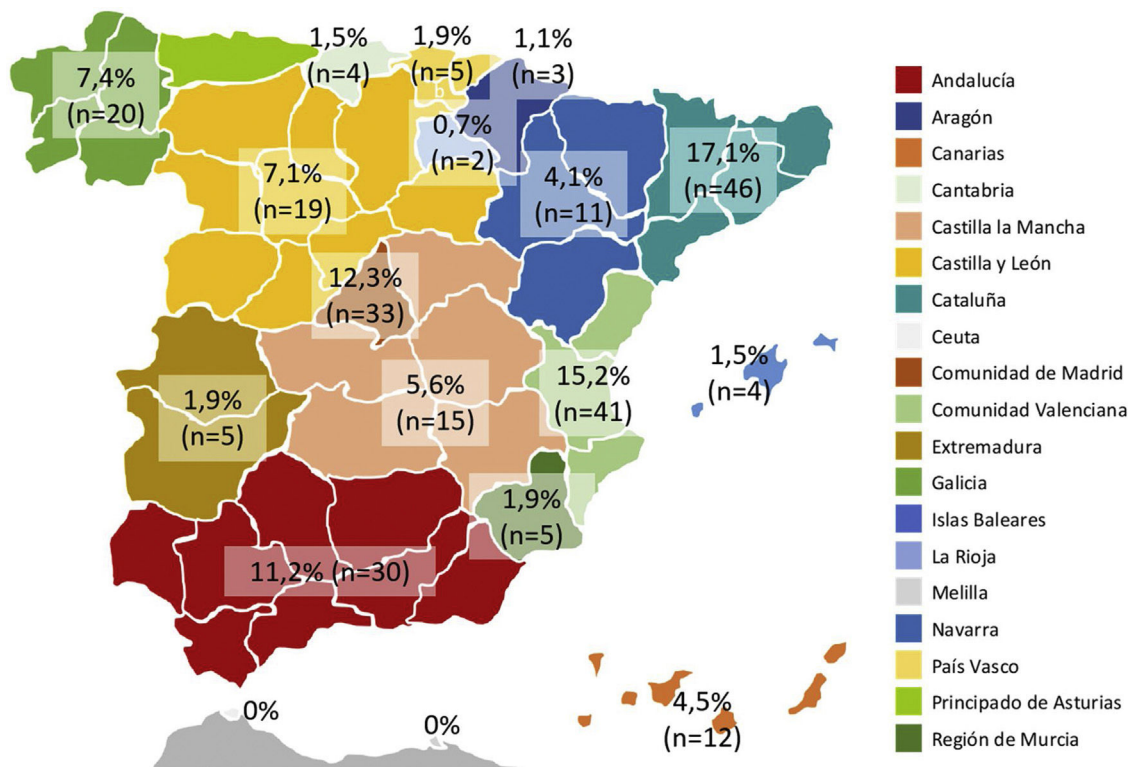 1,5%
(n=4)
1,9%
(n=5)
b
1,1%
(n=3)
7,4%
(n=20)
0,7%
(n=2)
7,1%
(n=19)
4,1%
(n=11)
17,1%
(n=46)
12,3%
(n=33)
1,5%
(n=4)
15,2%
(n=41)
5,6%
(n=15)
1,9%
(n=5)
1,9%
(n=5)
11,2% (n=30)
0%
0%
4,5%
(n=12)
Andalucía
Aragón
Canarias
Cantabria
Castilla la Mancha
Castilla y León
Cataluña
Ceuta
Comunidad de Madrid
Comunidad Valenciana
Extremadura
Galicia
Islas Baleares
La Rioja
Melilla
Navarra
País Vasco
Principado de Asturias
Región de Murcia